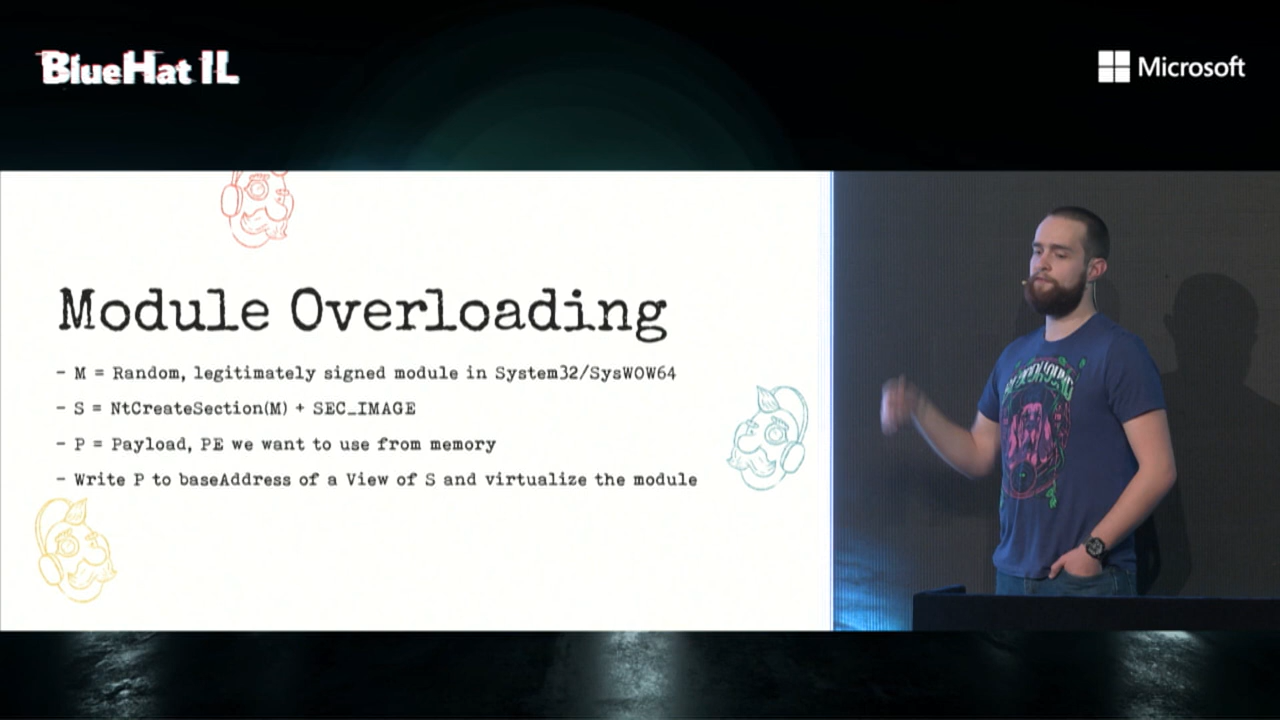 BlueHat IL
Microsoft
Module Overloading
- M = Random, legitimately signed module in System32/SysWOW64
- S = NtCreateSection(M) + SEC_IMAGE
- P = Payload, PE we want to use from memory
- Write P to baseAddress of a View of S and virtualize the module